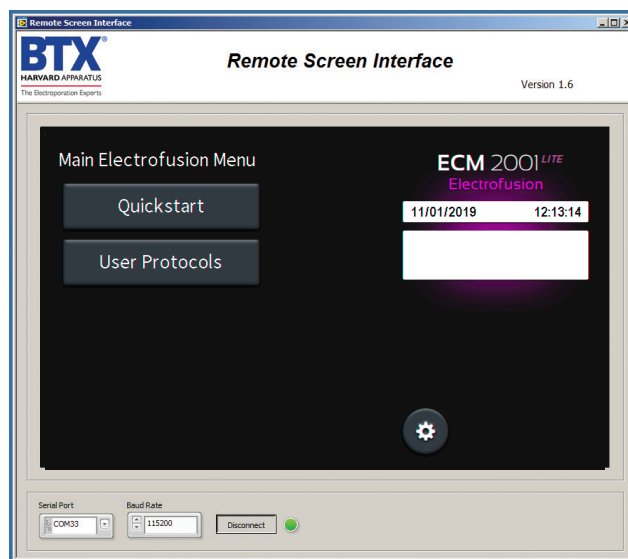 Remote Screen Interface
BTX®
HARVARD APPARATUS
The Electroporation Experts
Remote Screen Interface
Version 1.6
Main Electrofusion Menu
Quickstart
User Protocols
ECM 2001 LITE
Electrofusion
11/01/2019 12:13:14
Serial Port
COM33
Baud Rate
115200
Disconnect